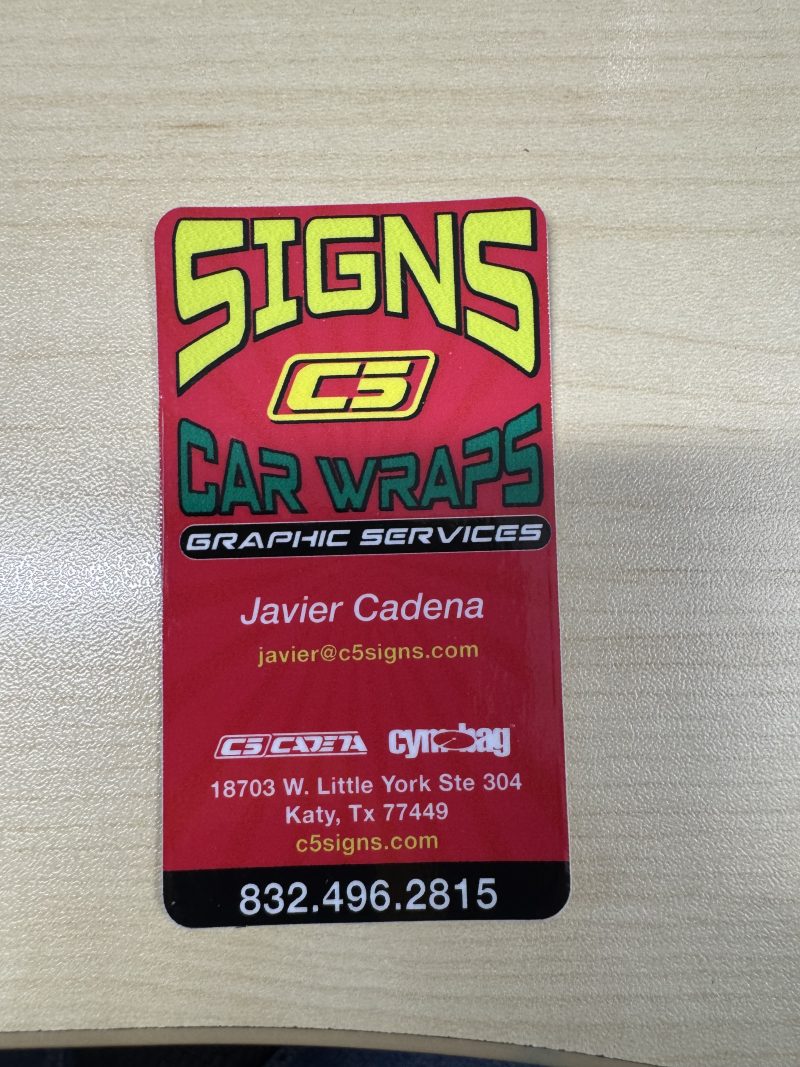 SIGNS
C5
CAR WRAPS
GRAPHIC SERVICES
Javier Cadena
javier@c5signs.com
C5 CADENA
18703 W. Little York Ste 304
Katy, Tx 77449
c5signs.com
832.496.2815